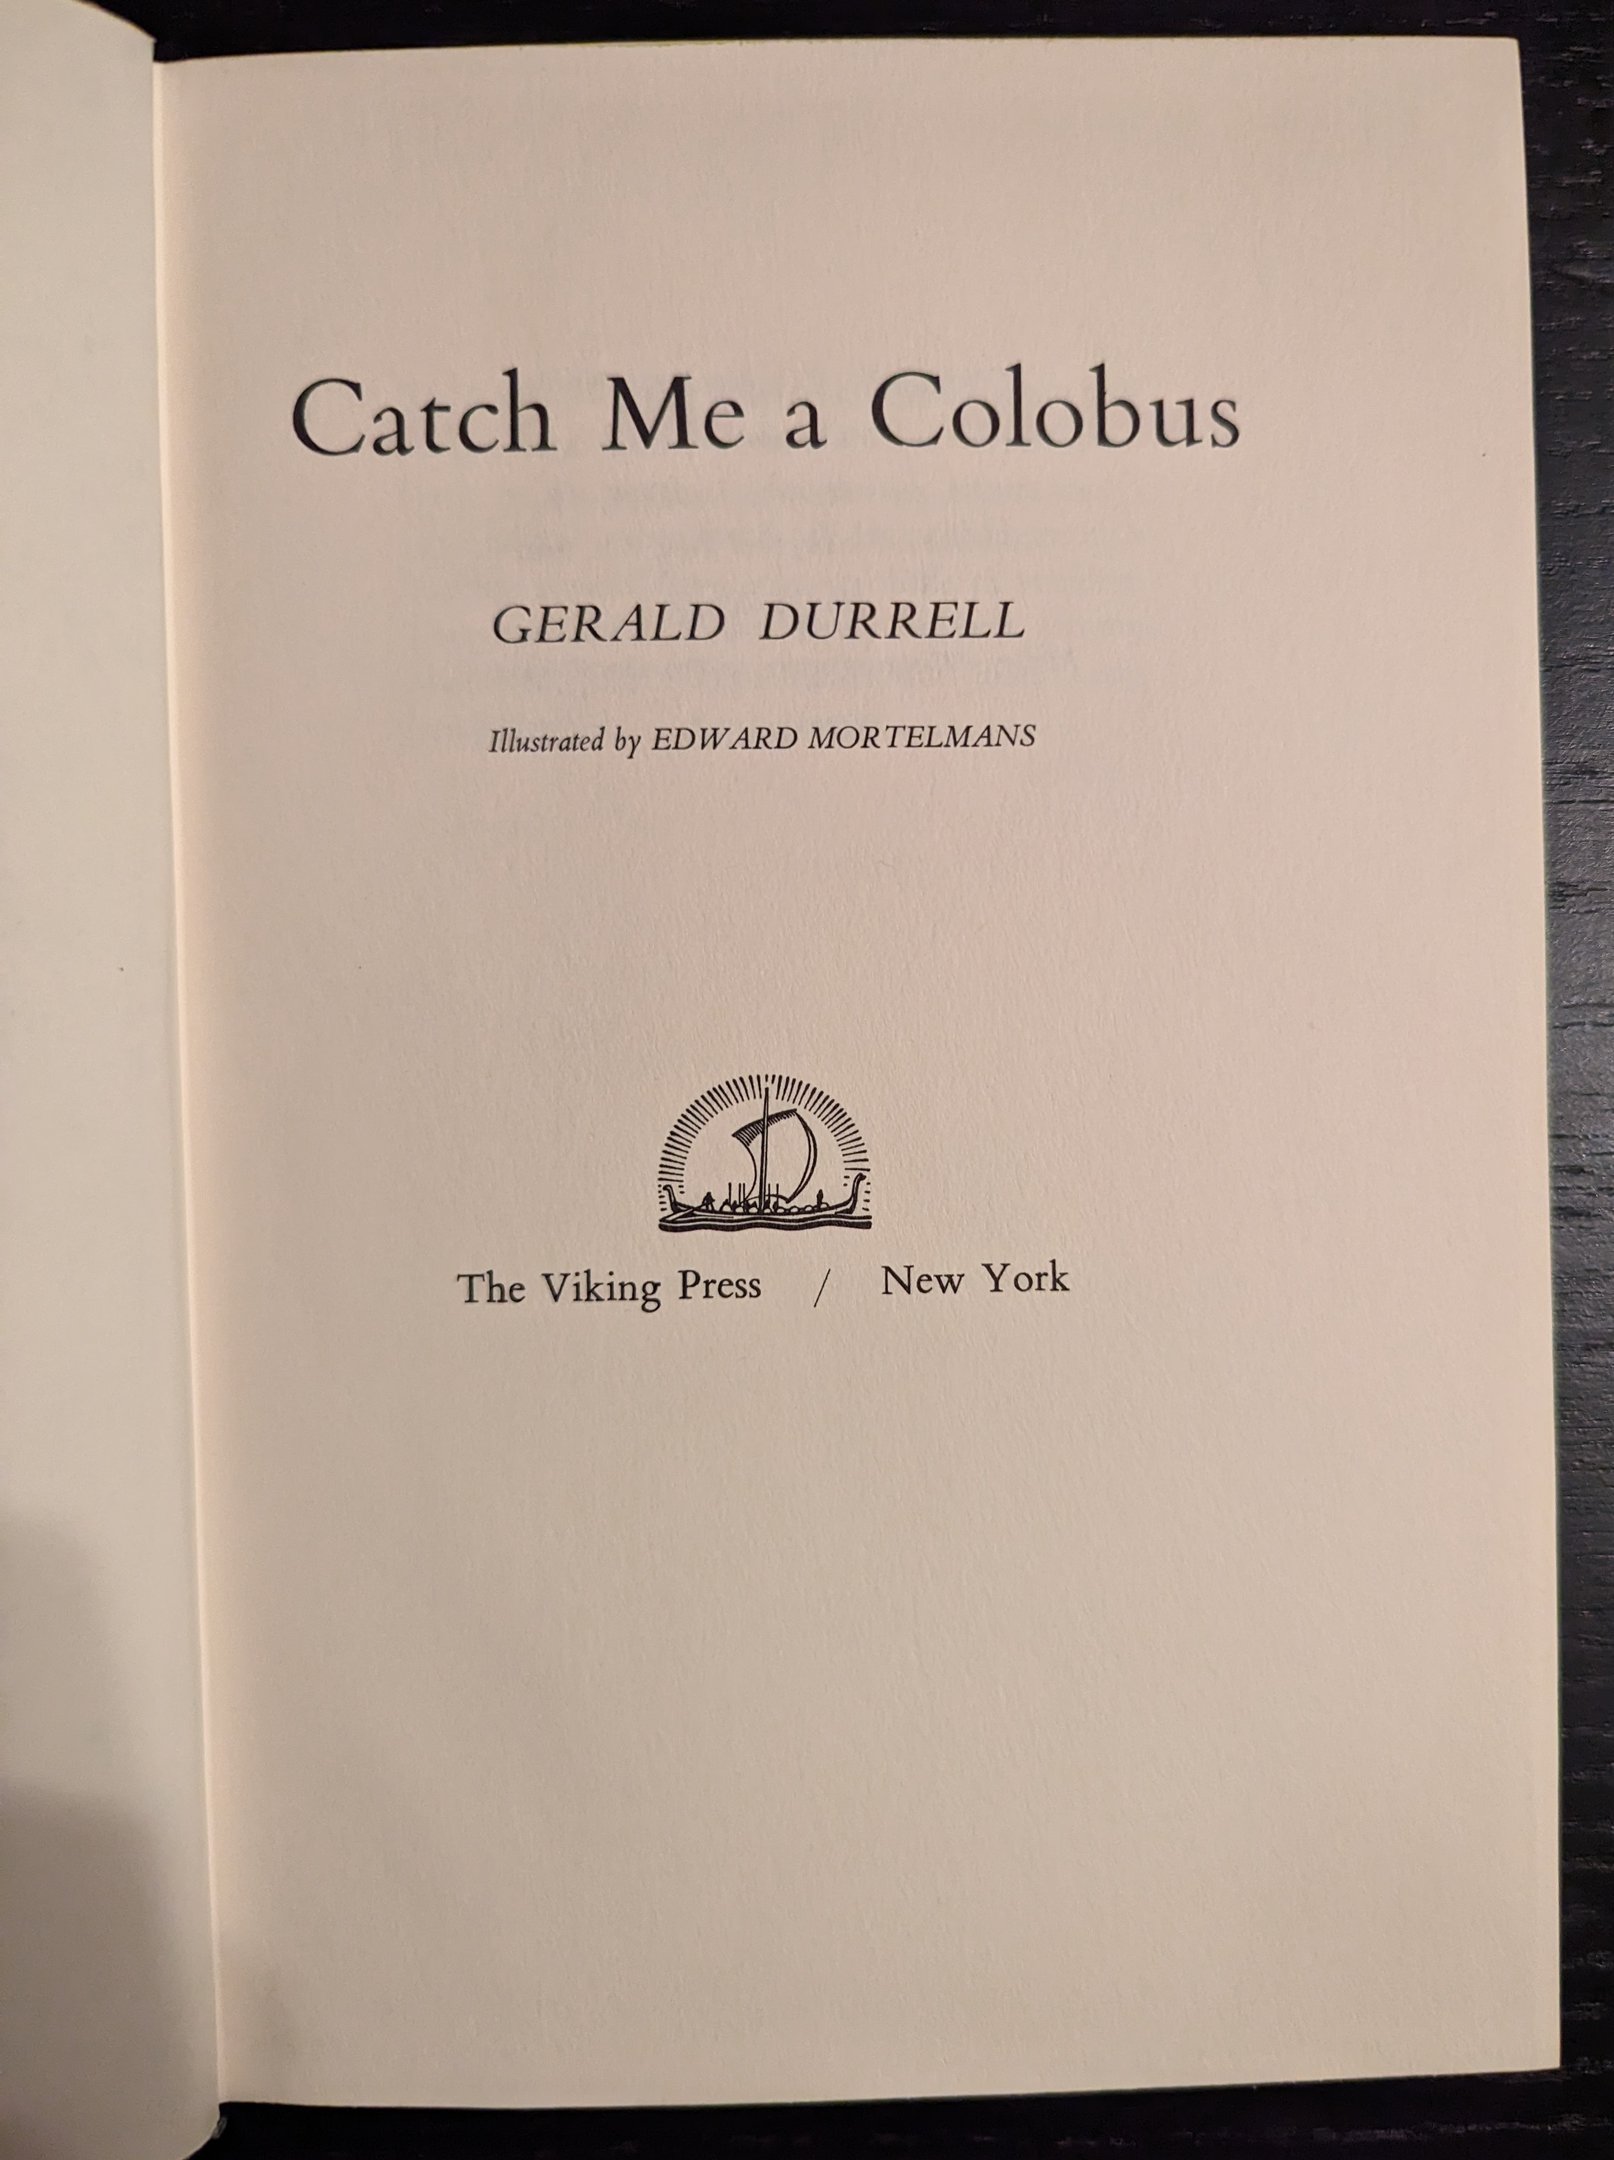 Catch Me a Colobus
GERALD DURRELL
Illustrated by EDWARD MORTELMANS
The Viking Press / New York